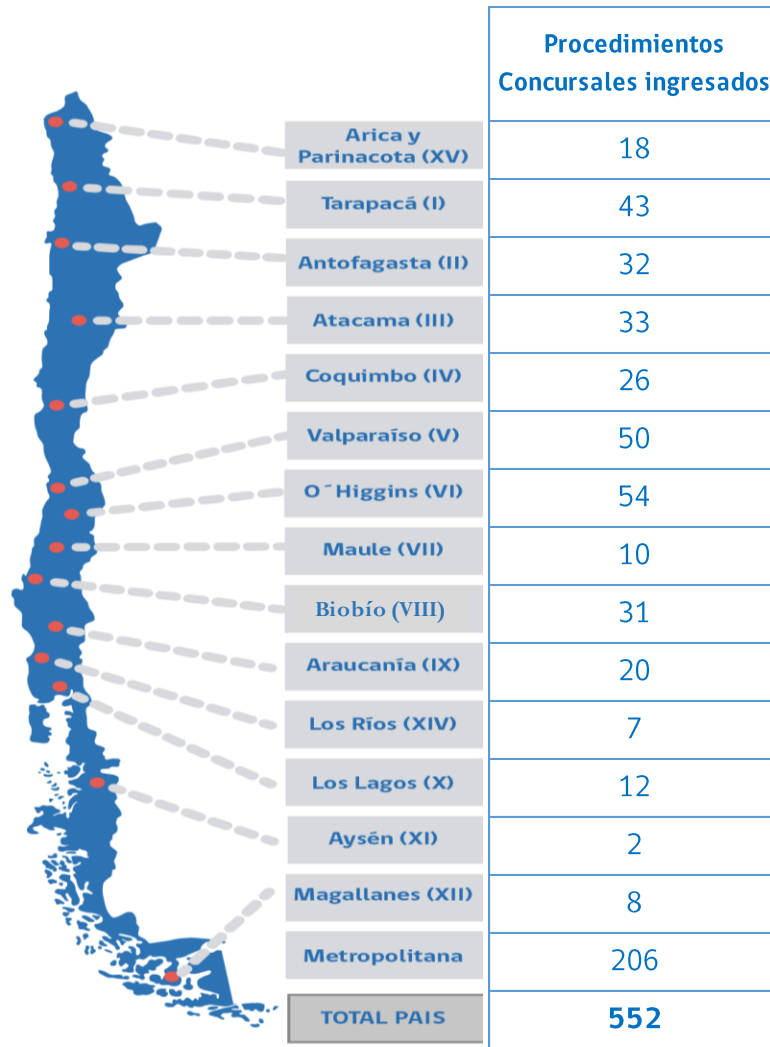 Procedimientos
Concursales ingresados
Arica y
Parinacota (XV)
18
Tarapacá (I)
43
Antofagasta (II)
32
Atacama (III)
33
Coquimbo (IV)
26
Valparaíso (V)
50
O´Higgins (VI)
54
Maule (VII)
10
Biobío (VIII)
31
Araucanía (IX)
20
Los Ríos (XIV)
7
Los Lagos (X)
12
Aysén (XI)
2
Magallanes (XII)
8
Metropolitana
206
TOTAL PAIS
552